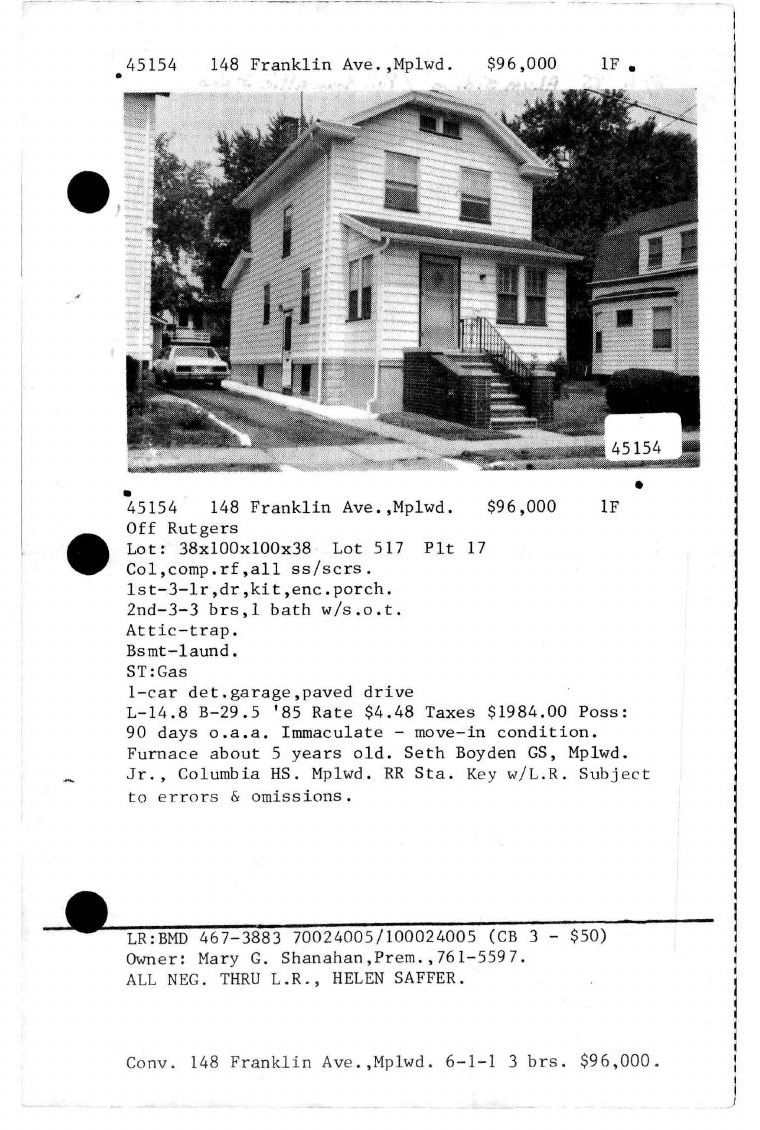 45154 148 Franklin Ave.,Mplwd. $96,000 1F
45154
45154 148 Franklin Ave.,Mplwd. $96,000 1F
Off Rutgers
Lot: 38x100x100x38 Lot 517 Plt 17
Col,comp.rf,all ss/scrs.
1st-3-lr,dr,kit,enc.porch.
2nd-3-3 brs,1 bath w/s.o.t.
Attic-trap.
Bsmt-laund.
ST:Gas
1-car det.garage,paved drive
L-14.8 B-29.5 '85 Rate $4.48 Taxes $1984.00 Poss:
90 days o.a.a. Immaculate - move-in condition.
Furnace about 5 years old. Seth Boyden GS, Mplwd.
Jr., Columbia HS. Mplwd. RR Sta. Key w/L.R. Subject
to errors & omissions.
LR:BMD 467-3883 70024005/100024005 (CB 3 - $50)
Owner: Mary G. Shanahan,Prem.,761-5597.
ALL NEG. THRU L.R., HELEN SAFFER.
Conv. 148 Franklin Ave.,Mplwd. 6-1-1 3 brs. $96,000.